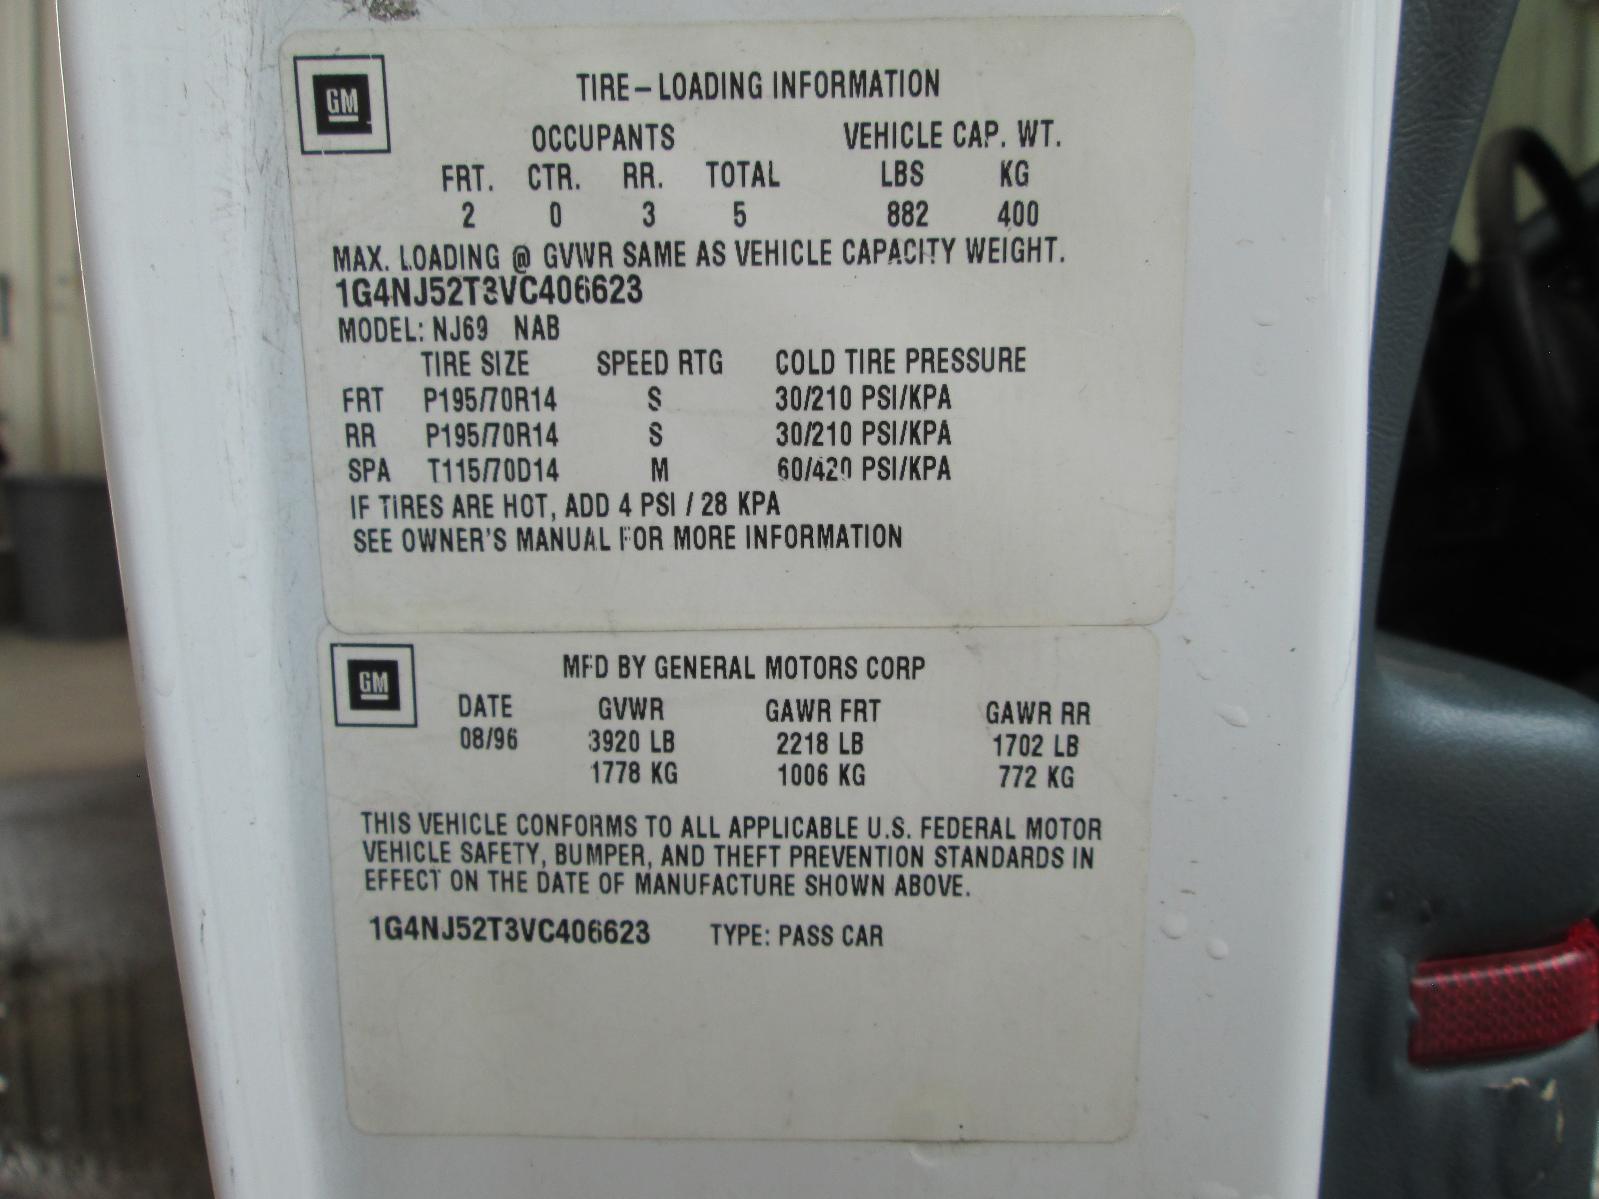 GM
TIRE-LOADING INFORMATION
OCCUPANTS VEHICLE CAP. WT.
FRT. CTR. RR. TOTAL LBS KG
2 0 3 5 882 400
MAX. LOADING @ GVWR SAME AS VEHICLE CAPACITY WEIGHT.
1G4NJ52T3VC406623
MODEL: NJ69 NAB
TIRE SIZE SPEED RTG COLD TIRE PRESSURE
FRT P195/70R14 S 30/210 PSI/KPA
RR P195/70R14 S 30/210 PSI/KPA
SPA T115/70D14 M 60/420 PSI/KPA
IF TIRES ARE HOT, ADD 4 PSI / 28 KPA
SEE OWNER'S MANUAL FOR MORE INFORMATION
GM
MFD BY GENERAL MOTORS CORP
DATE GVWR GAWR FRT GAWR RR
08/96 3920 LB 2218 LB 1702 LB
1778 KG 1006 KG 772 KG
THIS VEHICLE CONFORMS TO ALL APPLICABLE U.S. FEDERAL MOTOR
VEHICLE SAFETY, BUMPER, AND THEFT PREVENTION STANDARDS IN
EFFECT ON THE DATE OF MANUFACTURE SHOWN ABOVE.
1G4NJ52T3VC406623 TYPE: PASS CAR